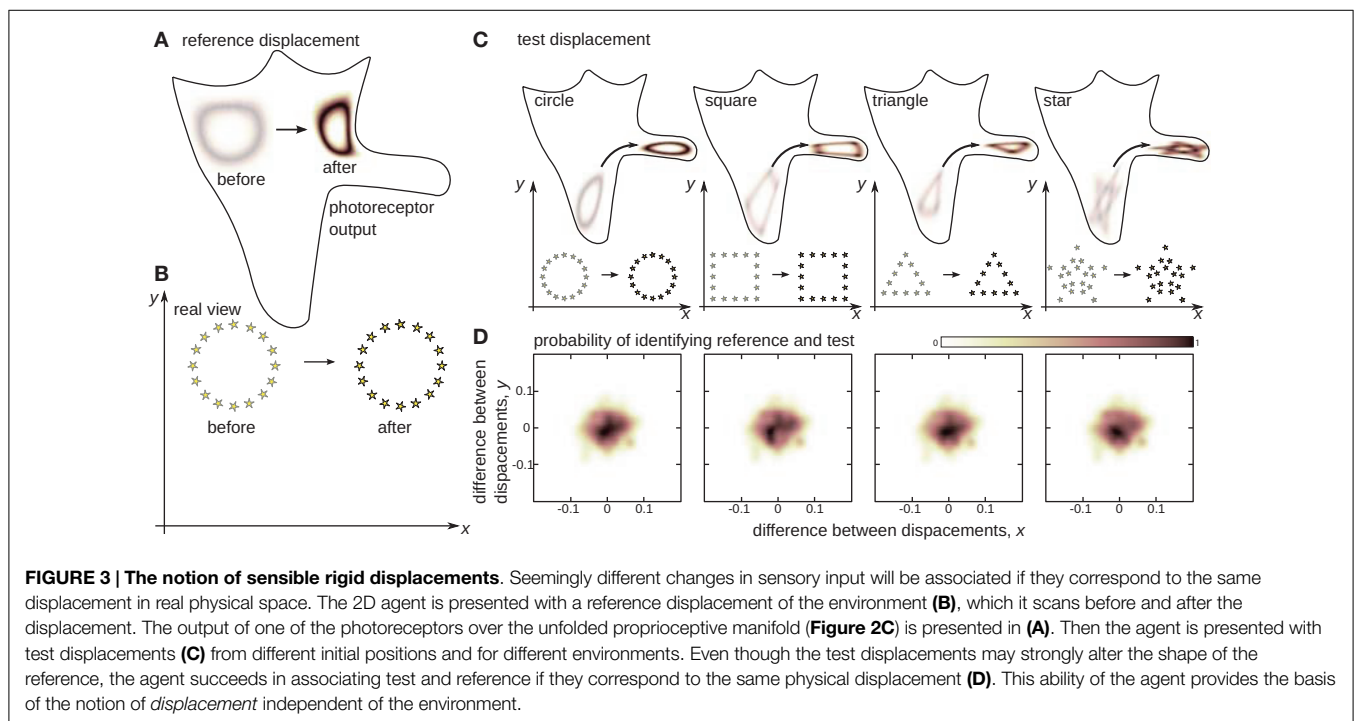 A reference displacement
before
after
photoreceptor
output
B
y
real view
before
after
x
C test displacement
circle
square
triangle
star
y
y
y
y
x
x
x
x
D probability of identifying reference and test
0
1
difference between
displacements, y
0.1
0
-0.1
-0.1 0 0.1
-0.1 0 0.1
-0.1 0 0.1
-0.1 0 0.1
difference between dispacements, x
FIGURE 3 | The notion of sensible rigid displacements. Seemingly different changes in sensory input will be associated if they correspond to the same
displacement in real physical space. The 2D agent is presented with a reference displacement of the environment (B), which it scans before and after the
displacement. The output of one of the photoreceptors over the unfolded proprioceptive manifold (Figure 2C) is presented in (A). Then the agent is presented with
test displacements (C) from different initial positions and for different environments. Even though the test displacements may strongly alter the shape of the
reference, the agent succeeds in associating test and reference if they correspond to the same physical displacement (D). This ability of the agent provides the basis
of the notion of displacement independent of the environment.